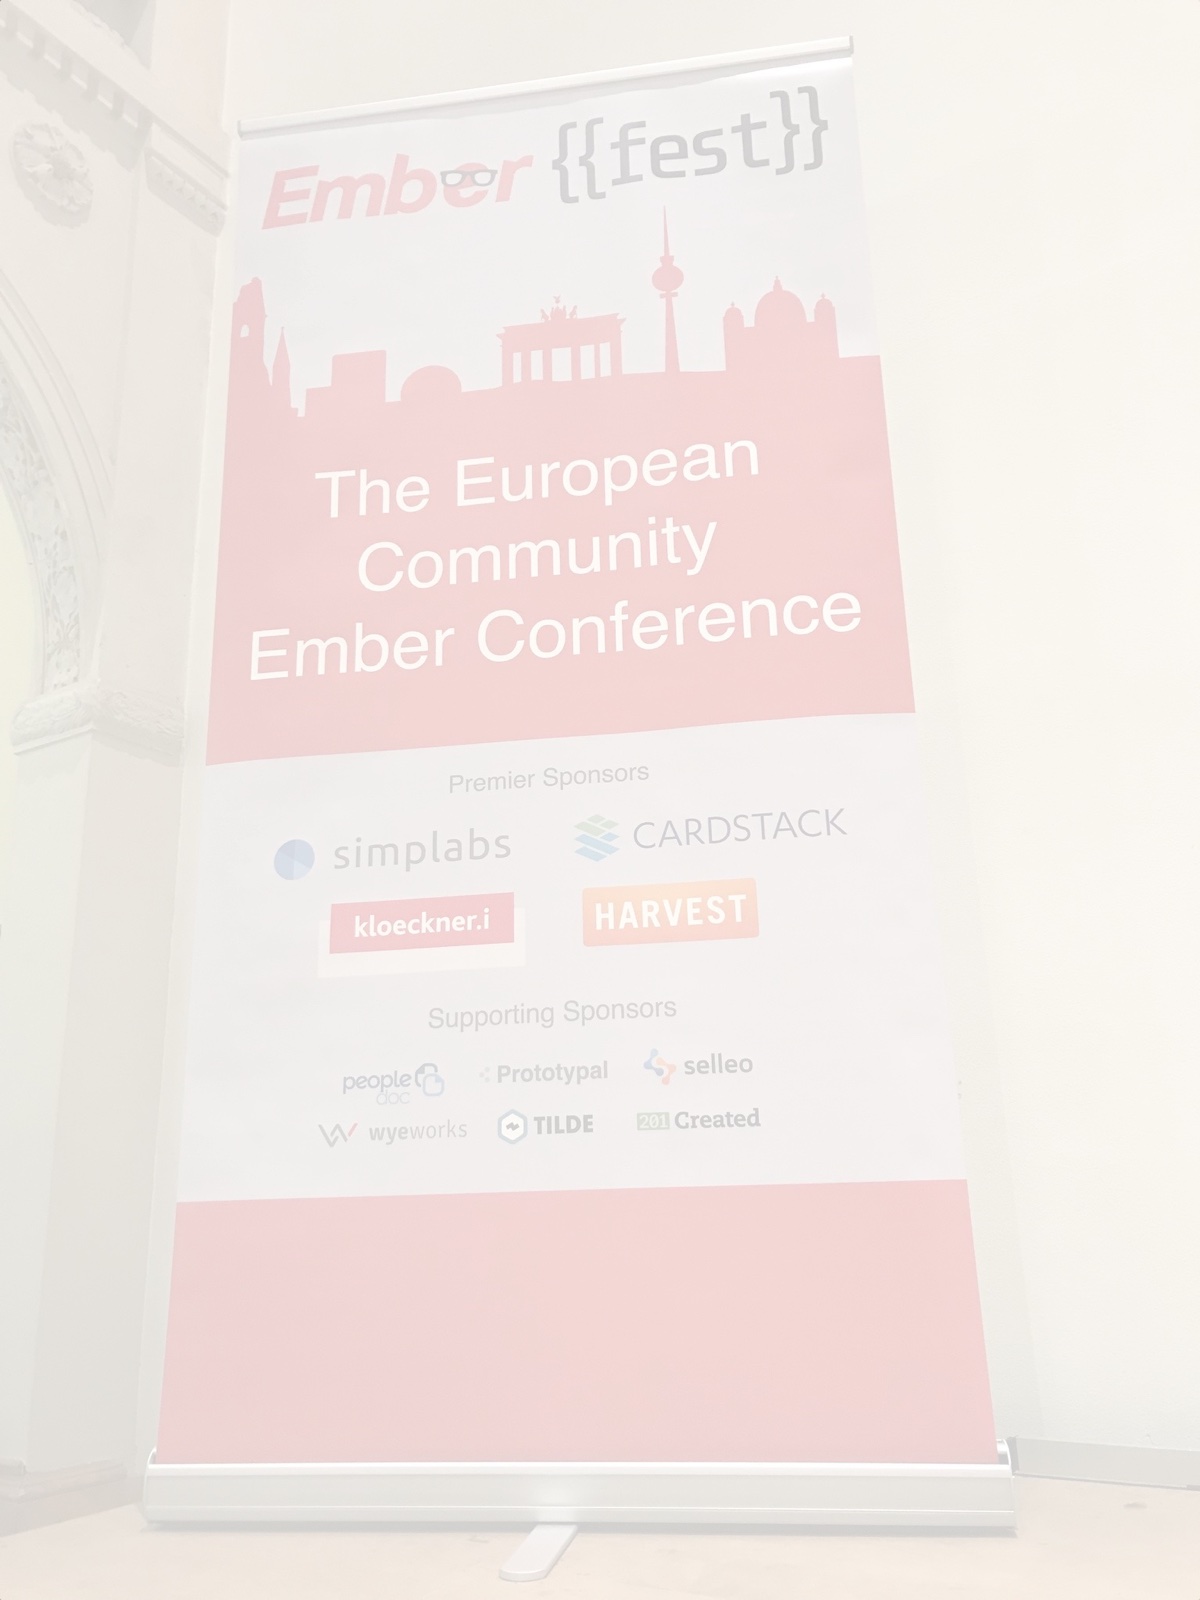 Ember {{fest}}
The European
Community
Ember Conference
Premier Sponsors
simplabs CARDSTACK
kloeckner.i HARVEST
Supporting Sponsors
people doc Prototypal selleo
wyeworks TILDE 201 Created